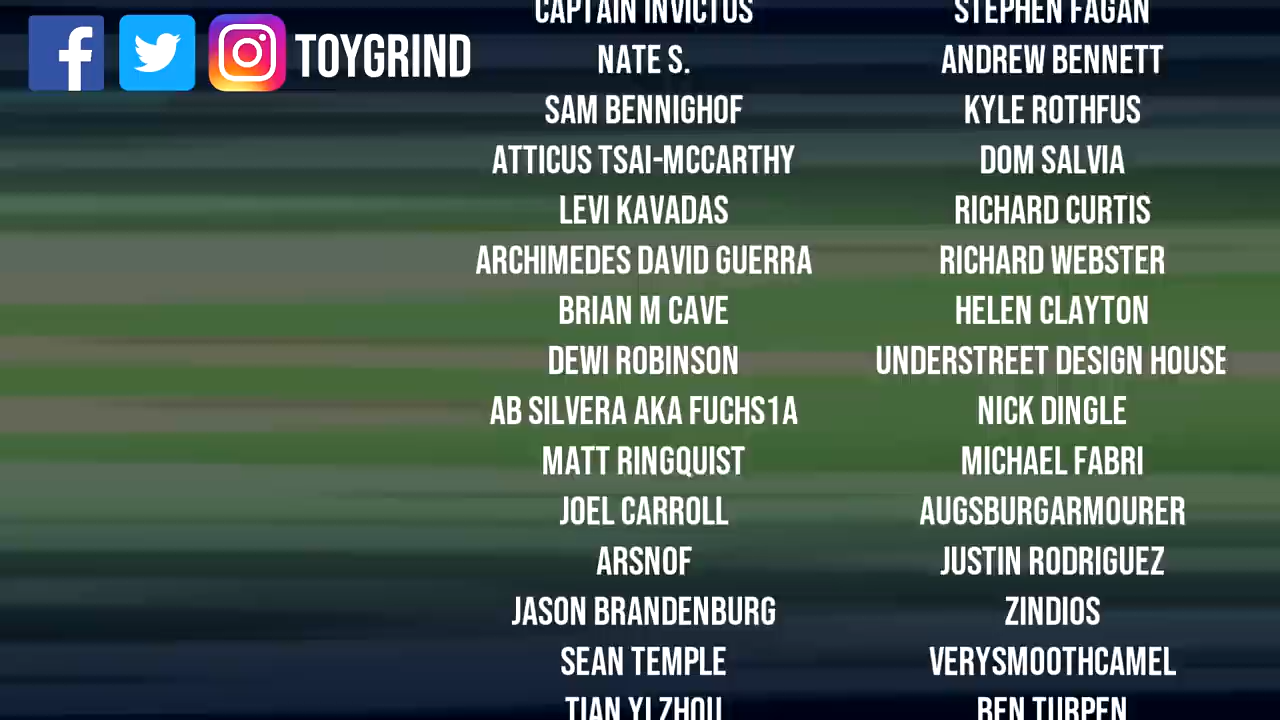 TOYGRIND
CAPTAIN INVICTUS
NATE S.
SAM BENNIGHOF
ATTICUS TSAI-MCCARTHY
LEVI KAVADAS
ARCHIMEDES DAVID GUERRA
BRIAN M CAVE
DEWI ROBINSON
AB SILVERA AKA FUCHS1A
MATT RINGQUIST
JOEL CARROLL
ARSNOF
JASON BRANDENBURG
SEAN TEMPLE
TIAN YI ZHOU
STEPHEN FAGAN
ANDREW BENNETT
KYLE ROTHFUS
DOM SALVIA
RICHARD CURTIS
RICHARD WEBSTER
HELEN CLAYTON
UNDERSTREET DESIGN HOUSE
NICK DINGLE
MICHAEL FABRI
AUGSBURGARMOURER
JUSTIN RODRIGUEZ
ZINDIOS
VERYSMOOTHCAMEL
BEN TURPEN